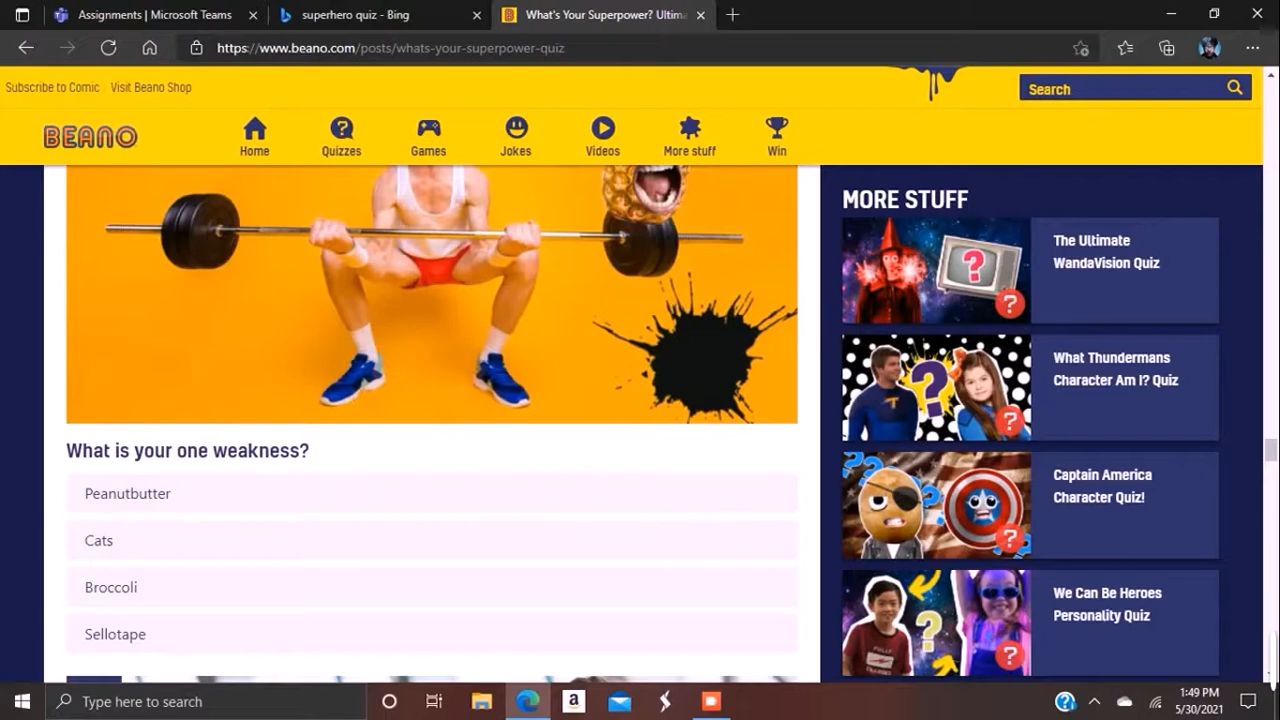 Assignments | Microsoft Teams
superhero quiz - Bing
What's Your Superpower? Ultim
https://www.beano.com/posts/whats-your-superpower-quiz
Subscribe to Comic
Visit Beano Shop
Search
BEANO
Home
Quizzes
Games
Jokes
Videos
More stuff
Win
What is your one weakness?
Peanutbutter
Cats
Broccoli
Sellotape
MORE STUFF
The Ultimate
WandaVision Quiz
What Thundermans
Character Am I? Quiz
Captain America
Character Quiz!
We Can Be Heroes
Personality Quiz
Type here to search
1:49 PM
5/30/2021